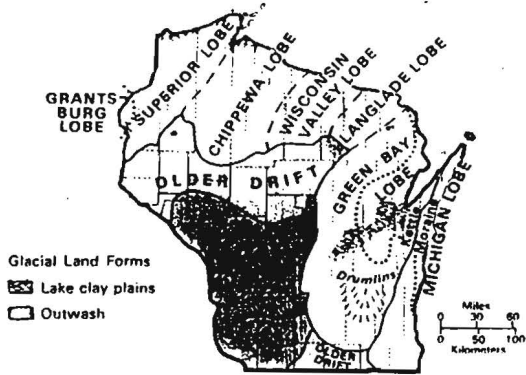 GRANTS
BURG
LOBE
SUPERIOR LOBE
CHIPPEWA LOBE
WISCONSIN
VALLEY LOBE
LANGLADE LOBE
OLDER DRIFT
GREEN BAY
LOBE
Kettle
Moraine
MICHIGAN LOBE
Drumlins
OLDER
DRIFT
Glacial Land Forms
Lake clay plains
Outwash
Miles
0 30 60
0 50 100
Kilometers